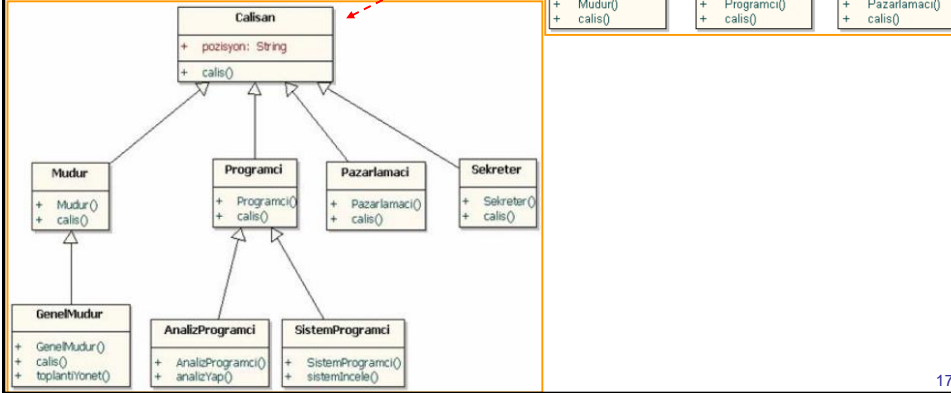 Calisan
+ pozisyon: String
+ calis()
+ Mudur()
+ calis()
+ Programci()
+ calis()
+ Pazarlamaci()
+ calis()
Mudur
+ Mudur()
+ calis()
Programci
+ Programci()
+ calis()
Pazarlamaci
+ Pazarlamaci()
+ calis()
Sekreter
+ Sekreter()
+ calis()
GenelMudur
+ GenelMudur()
+ calis()
+ toplantiYonet()
AnalizProgramci
+ AnalizProgramci()
+ analizYap()
SistemProgramci
+ SistemProgramci()
+ sistemIncele()
17